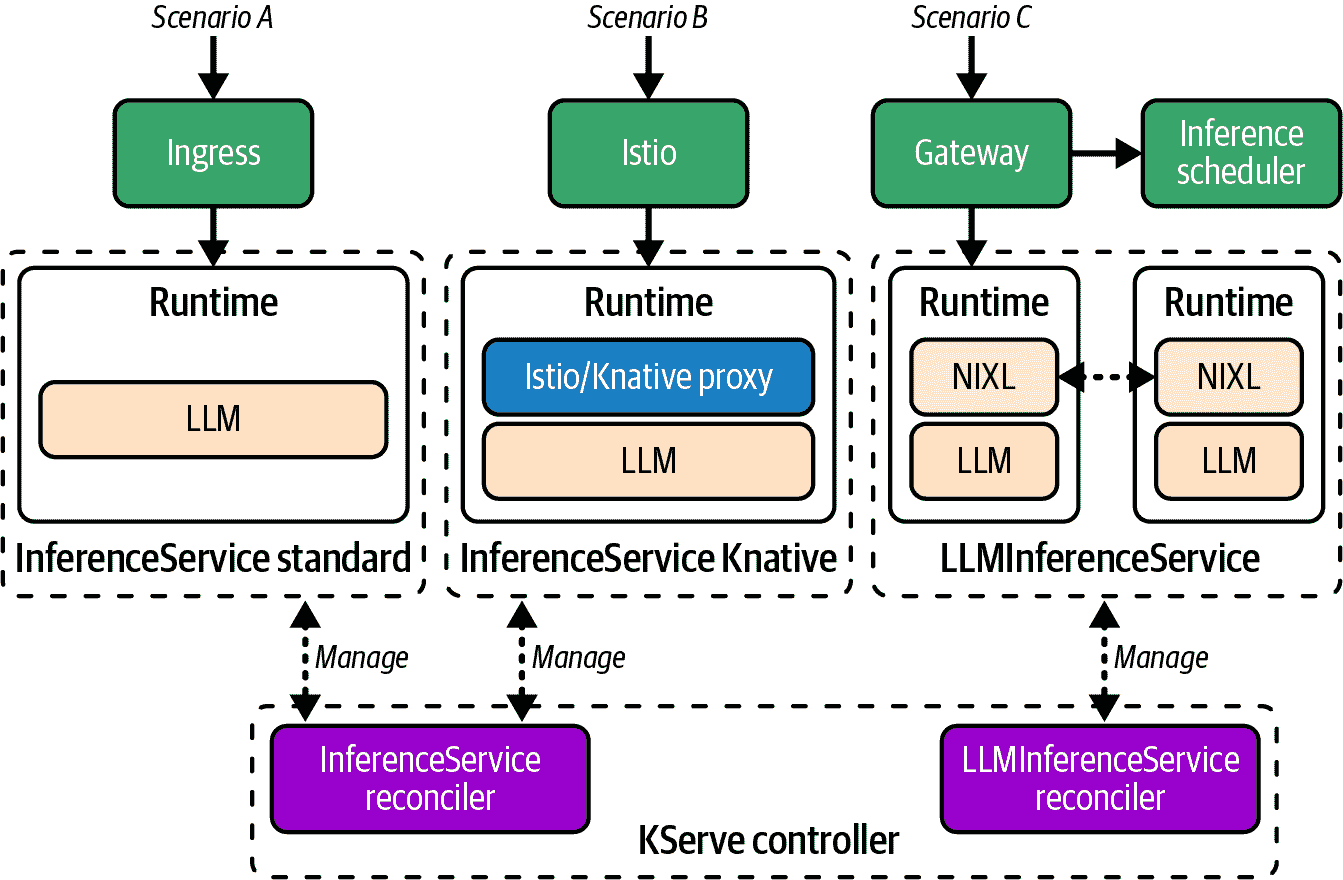 Scenario A
Scenario B
Scenario C
Ingress
Istio
Gateway
Inference
scheduler
Runtime
LLM
InferenceService standard
Runtime
Istio/Knative proxy
LLM
InferenceService Knative
Runtime
NIXL
LLM
Runtime
NIXL
LLM
LLMInferenceService
Manage
Manage
Manage
InferenceService
reconciler
LLMInferenceService
reconciler
KServe controller